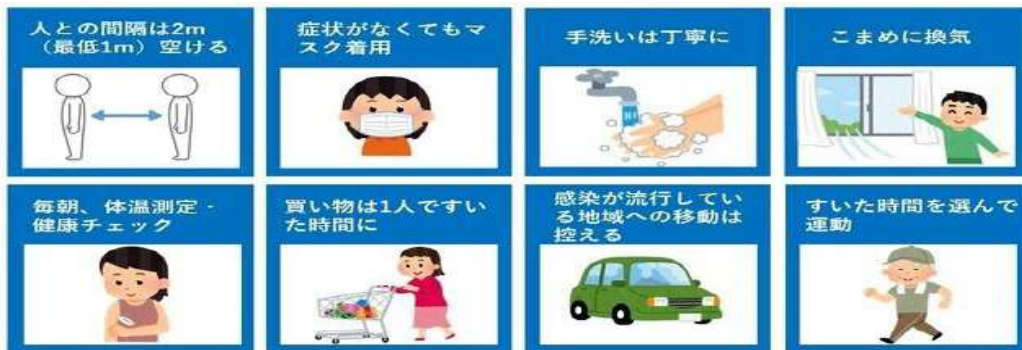 人との間隔は2m
（最低1m）空ける
症状がなくてもマ
スク着用
手洗いは丁寧に
こまめに換気
毎朝、体温測定・
健康チェック
買い物は1人ですい
た時間に
感染が流行してい
る地域への移動は
控える
すいた時間を選んで
運動